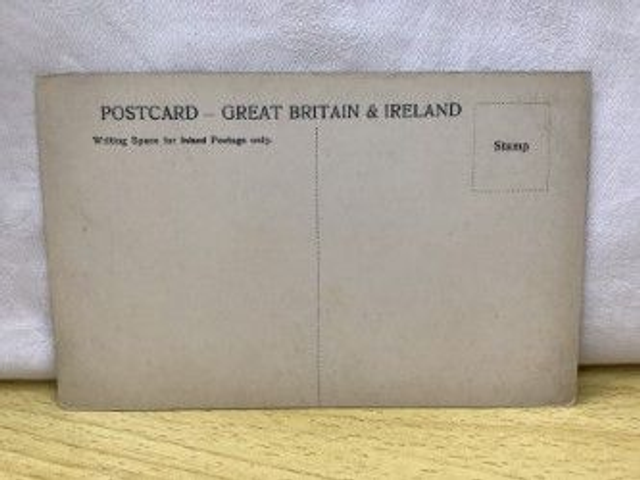 POSTCARD – GREAT BRITAIN & IRELAND
Writing Space for Inland Postage only.
Stamp